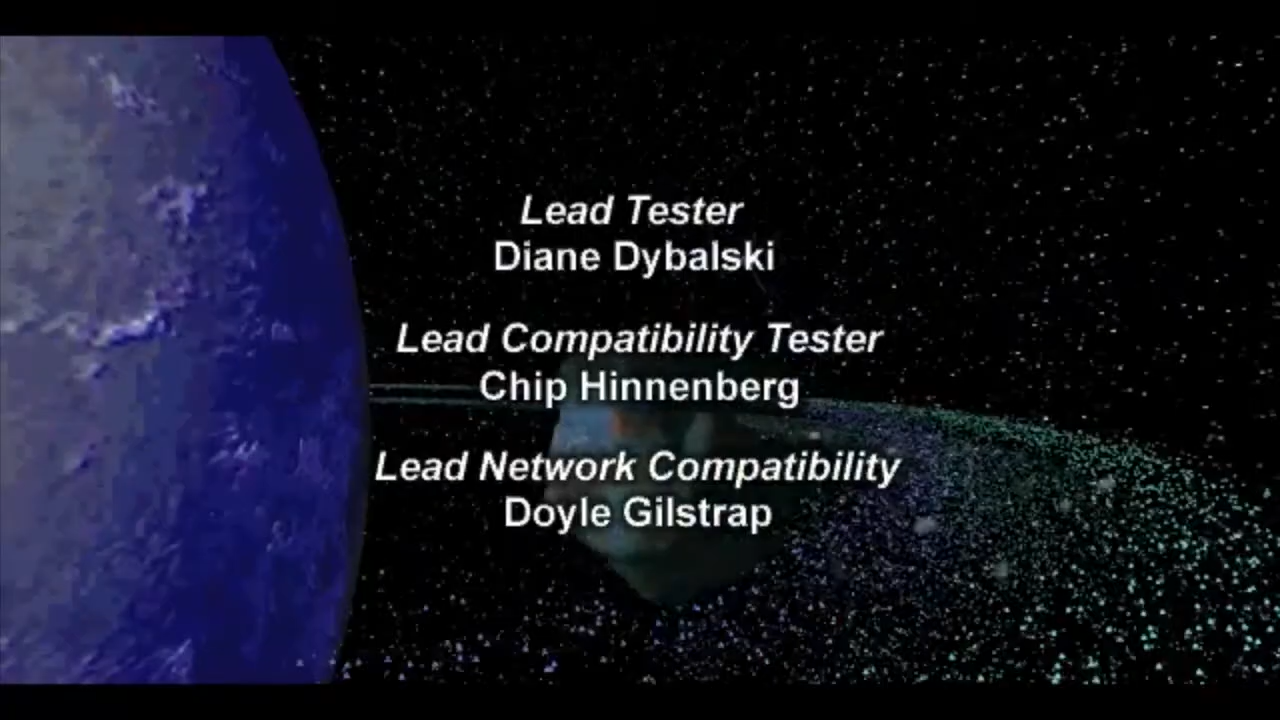 Lead Tester
Diane Dybalski
Lead Compatibility Tester
Chip Hinnenberg
Lead Network Compatibility
Doyle Gilstrap